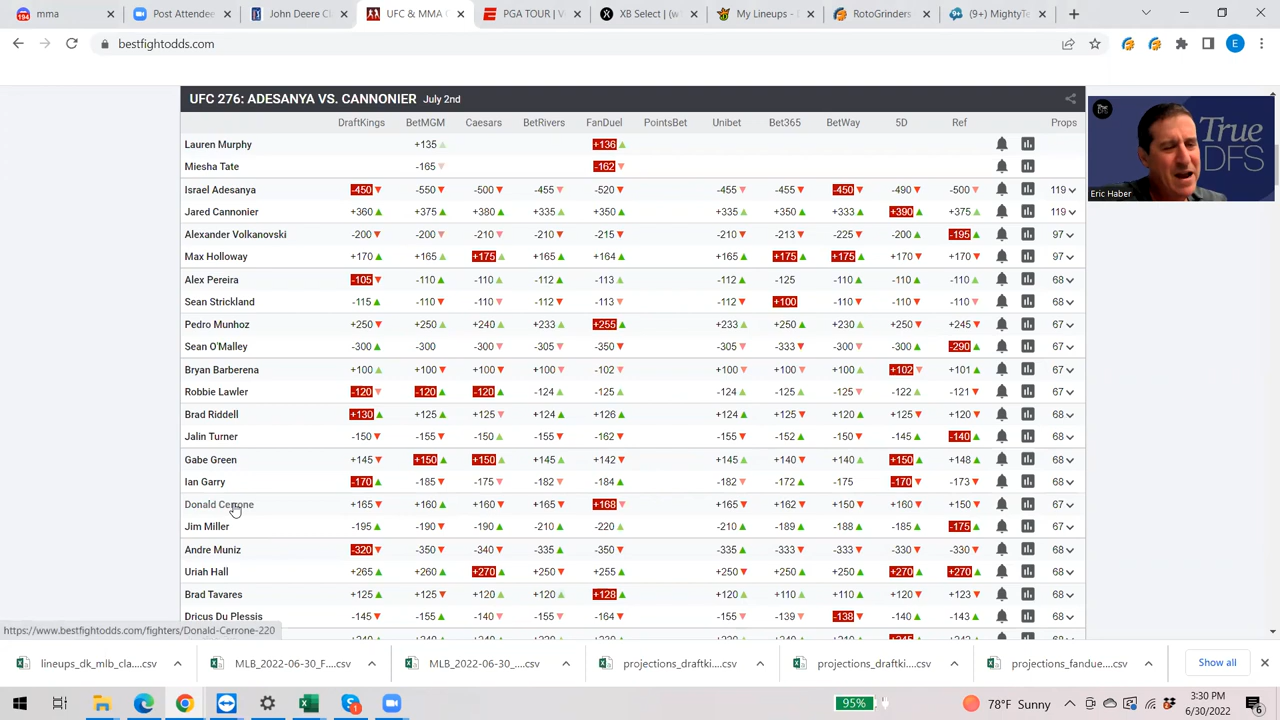 194 mma
Post Attendee
John Deere Cl
UFC & MMA O
PGA TOUR | V
XB Select | (w
My Lineups - D
RotoGrinders
(9+) MightyTe
bestfightodds.com
E
UFC 276: ADESANYA VS. CANNONIER July 2nd
DraftKings BetMGM Caesars BetRivers FanDuel PointsBet Unibet Bet365 BetWay 5D Ref Props
Lauren Murphy +135 +136
Miesha Tate -165 -162
Israel Adesanya -450 -550 -500 -455 -520 -455 -455 -450 -490 -500 119
Jared Cannonier +360 +375 +380 +335 +350 +335 +350 +333 +390 +375 119
Alexander Volkanovski -200 -200 -210 -210 -215 -210 -213 -225 -200 -195 97
Max Holloway +170 +165 +175 +165 +164 +165 +175 +175 +170 +170 97
Alex Pereira -105 -110 -110 -112 -113 -112 -125 -110 -110 -110 68
Sean Strickland -115 -110 -110 -112 -113 -112 +100 -110 -110 -110 68
Pedro Munhoz +250 +250 +240 +233 +255 +233 +250 +230 +250 +245 67
Sean O'Malley -300 -300 -300 -305 -350 -305 -333 -300 -300 -290 67
Bryan Barberena +100 +100 +100 +100 -102 +100 +100 +100 +102 +101 67
Robbie Lawler -120 -120 -120 -124 -125 -124 -125 -125 -122 -121 67
Brad Riddell +130 +125 +125 +124 +126 +124 +125 +120 +125 +120 68
Jalin Turner -150 -155 -150 -155 -162 -155 -152 -150 -145 -140 68
Gabe Green +145 +150 +150 +145 +142 +145 +140 +140 +150 +148 68
Ian Garry -170 -185 -175 -182 -184 -182 -172 -175 -170 -173 68
Donald Cerrone +165 +160 +160 +165 +168 +165 +162 +150 +160 +150 67
Jim Miller -195 -190 -190 -210 -220 -210 -189 -188 -185 -175 67
Andre Muniz -320 -350 -340 -335 -350 -335 -333 -333 -330 -330 68
Uriah Hall +265 +260 +270 +250 +255 +250 +250 +250 +270 +270 68
Brad Tavares +125 +125 +120 +120 +128 +120 +110 +110 +120 +123 67
Dricus Du Plessis -145 -155 -140 -155 -164 -155 -139 -138 -140 -143 67
True
DFS
True
DFS
Eric Haber
https://www.bestfightodds.com/fighters/Donald-Cerrone-220
lineups_dk_mlb_cla....csv
MLB_2022-06-30_F....csv
MLB_2022-06-30_....csv
projections_draftki....csv
projections_draftki....csv
projections_fandue....csv
Show all
1
95%
78°F Sunny
3:30 PM
6/30/2022
6